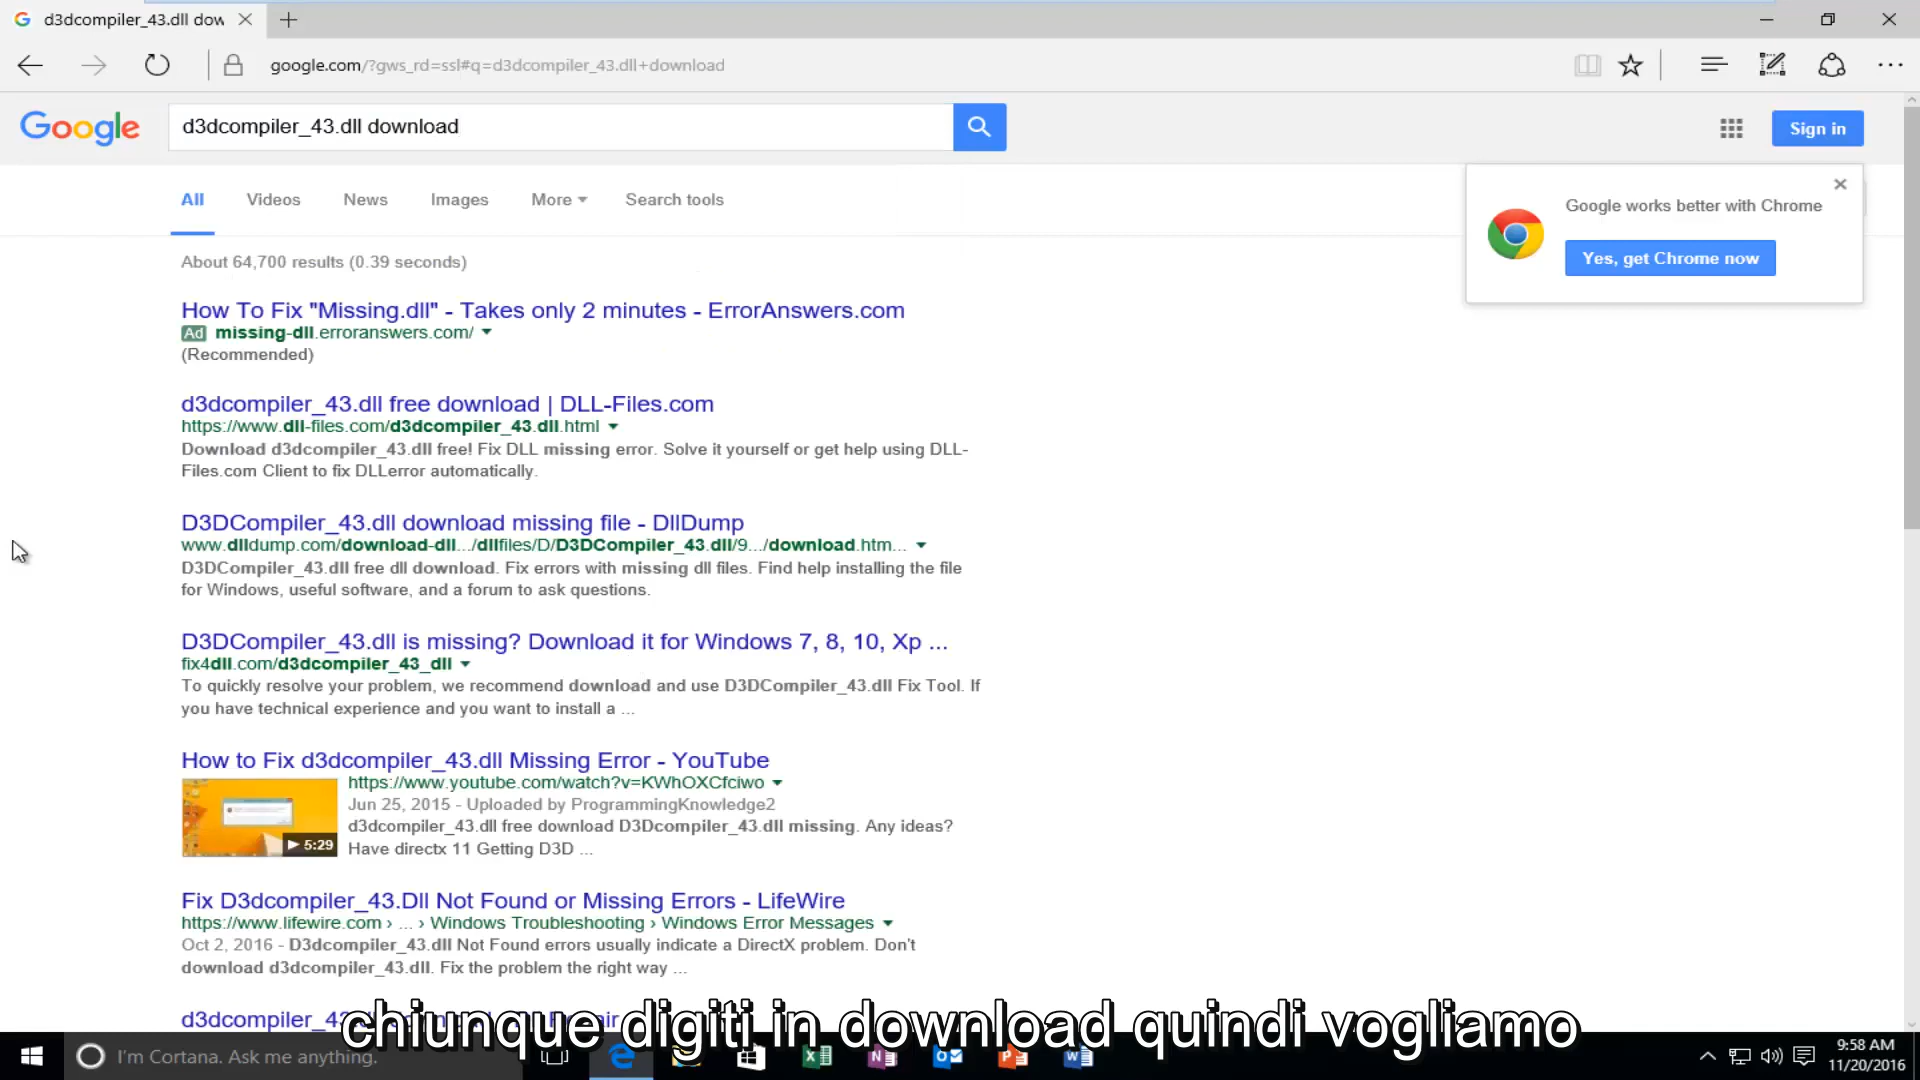 d3dcompiler_43.dll dow
google.com/?gws_rd=ssl#q=d3dcompiler_43.dll+download
Google
d3dcompiler_43.dll download
Sign in
All Videos News Images More Search tools
Google works better with Chrome
Yes, get Chrome now
About 64,700 results (0.39 seconds)
How To Fix "Missing.dll" - Takes only 2 minutes - ErrorAnswers.com
Ad missing-dll.erroranswers.com/
(Recommended)
d3dcompiler_43.dll free download | DLL-Files.com
https://www.dll-files.com/d3dcompiler_43.dll.html
Download d3dcompiler_43.dll free! Fix DLL missing error. Solve it yourself or get help using DLL-
Files.com Client to fix DLLerror automatically.
D3DCompiler_43.dll download missing file - DllDump
www.dlldump.com/download-dll.../dllfiles/D/D3DCompiler_43.dll/9.../download.htm...
D3DCompiler_43.dll free dll download. Fix errors with missing dll files. Find help installing the file
for Windows, useful software, and a forum to ask questions.
D3DCompiler_43.dll is missing? Download it for Windows 7, 8, 10, Xp ...
fix4dll.com/d3dcompiler_43_dll
To quickly resolve your problem, we recommend download and use D3DCompiler_43.dll Fix Tool. If
you have technical experience and you want to install a ...
How to Fix d3dcompiler_43.dll Missing Error - YouTube
https://www.youtube.com/watch?v=KWhOXCfciwo
Jun 25, 2015 - Uploaded by ProgrammingKnowledge2
d3dcompiler_43.dll free download D3Dcompiler_43.dll missing. Any ideas?
Have directx 11 Getting D3D ...
5:29
Fix D3dcompiler_43.Dll Not Found or Missing Errors - LifeWire
https://www.lifewire.com › ... › Windows Troubleshooting › Windows Error Messages
Oct 2, 2016 - D3dcompiler_43.dll Not Found errors usually indicate a DirectX problem. Don't
download d3dcompiler_43.dll. Fix the problem the right way ...
chiunque digiti in download quindi vogliamo
I'm Cortana. Ask me anything.
9:58 AM
11/20/2016